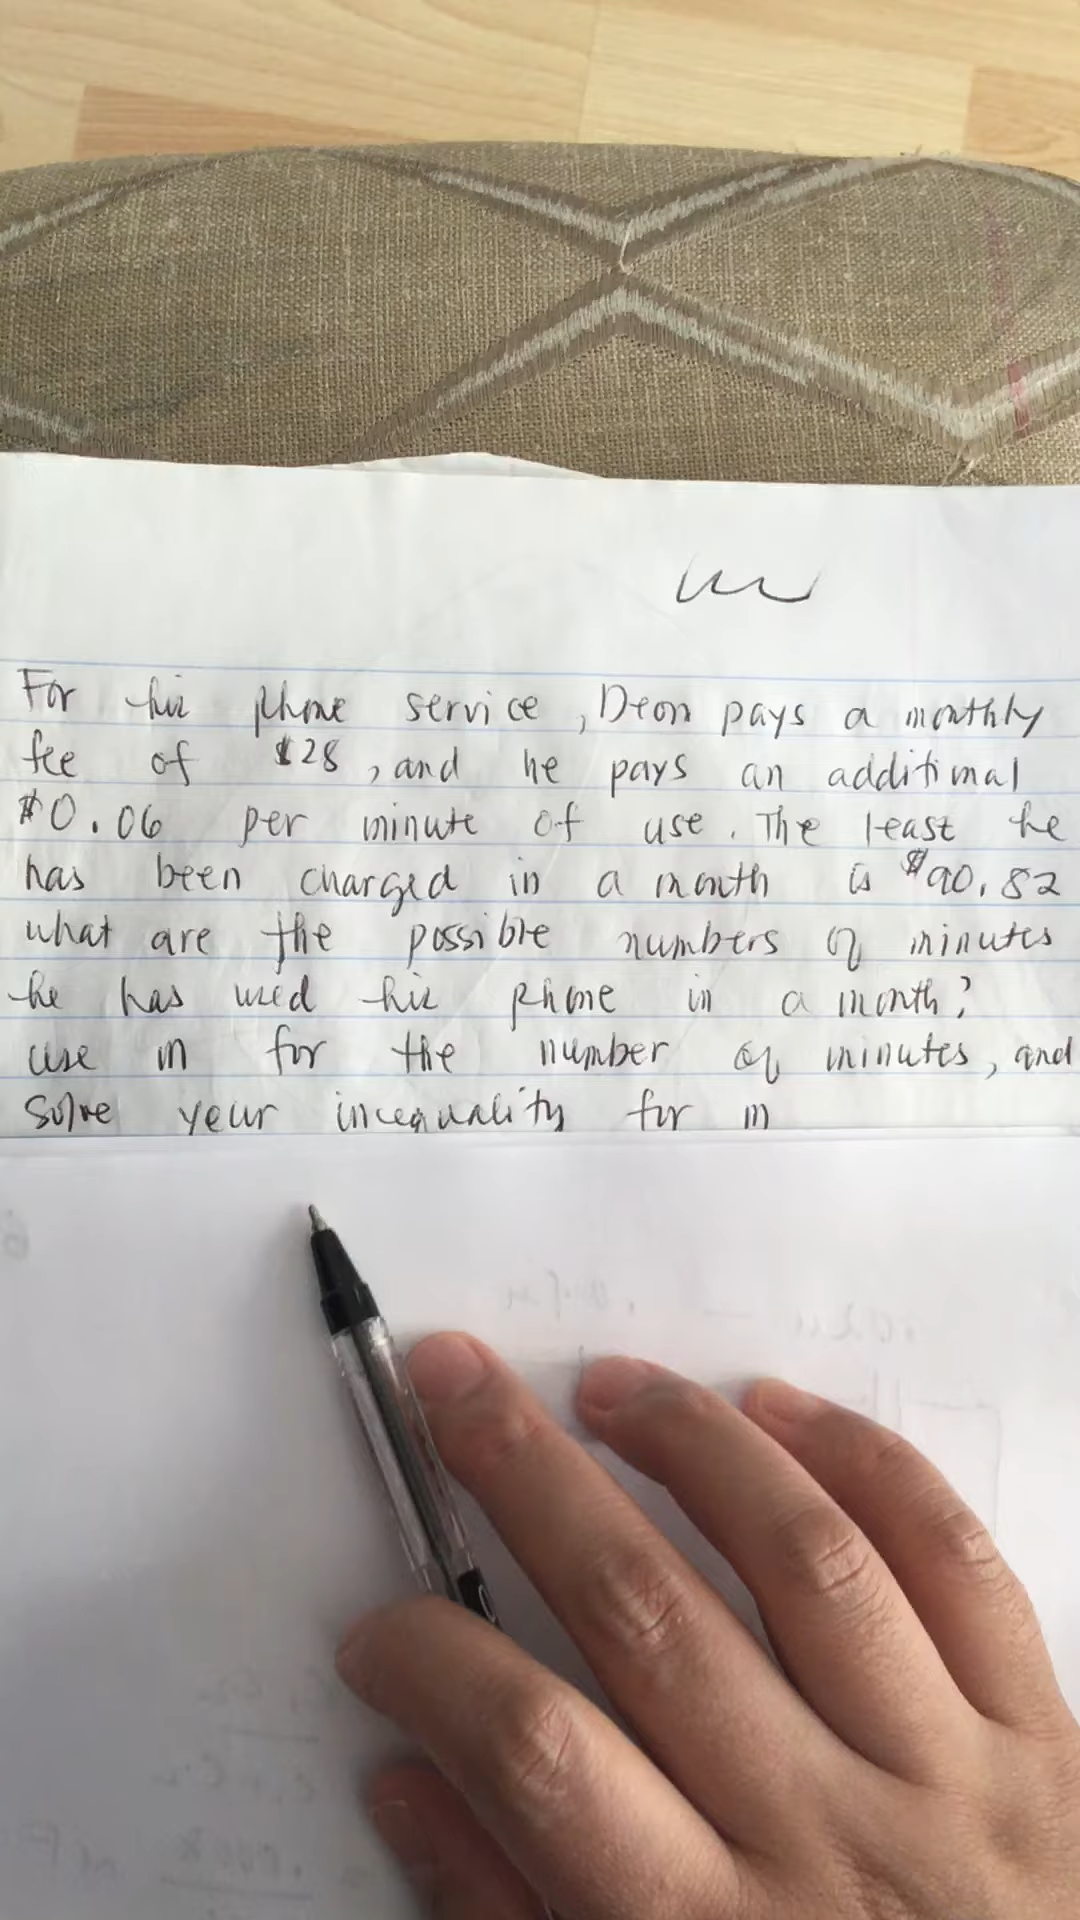 For his phone service, Deon pays a monthly
fee of $28, and he pays an additional
$0.06 per minute of use. The least he
has been charged in a month is $90.82
what are the possible numbers of minutes
he has used his phone in a month?
use m for the number of minutes, and
solve your inequality for m